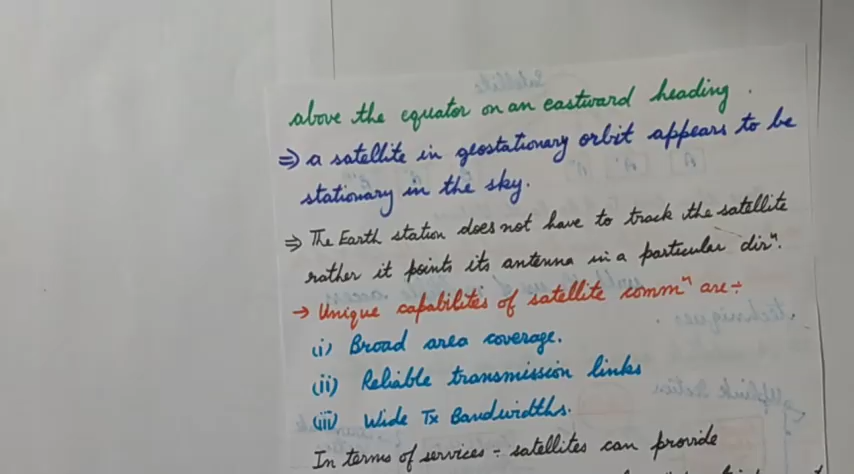 above the equator on an eastward heading.
⇒ a satellite in geostationary orbit appears to be
stationary in the sky.
⇒ The Earth station does not have to track the satellite
rather it points its antenna in a particular dirⁿ.
→ Unique capabilites of satellite commⁿ are ÷
(i) Broad area coverage.
(ii) Reliable transmission links
(iii) Wide Tx Bandwidths.
In terms of services ÷ satellites can provide